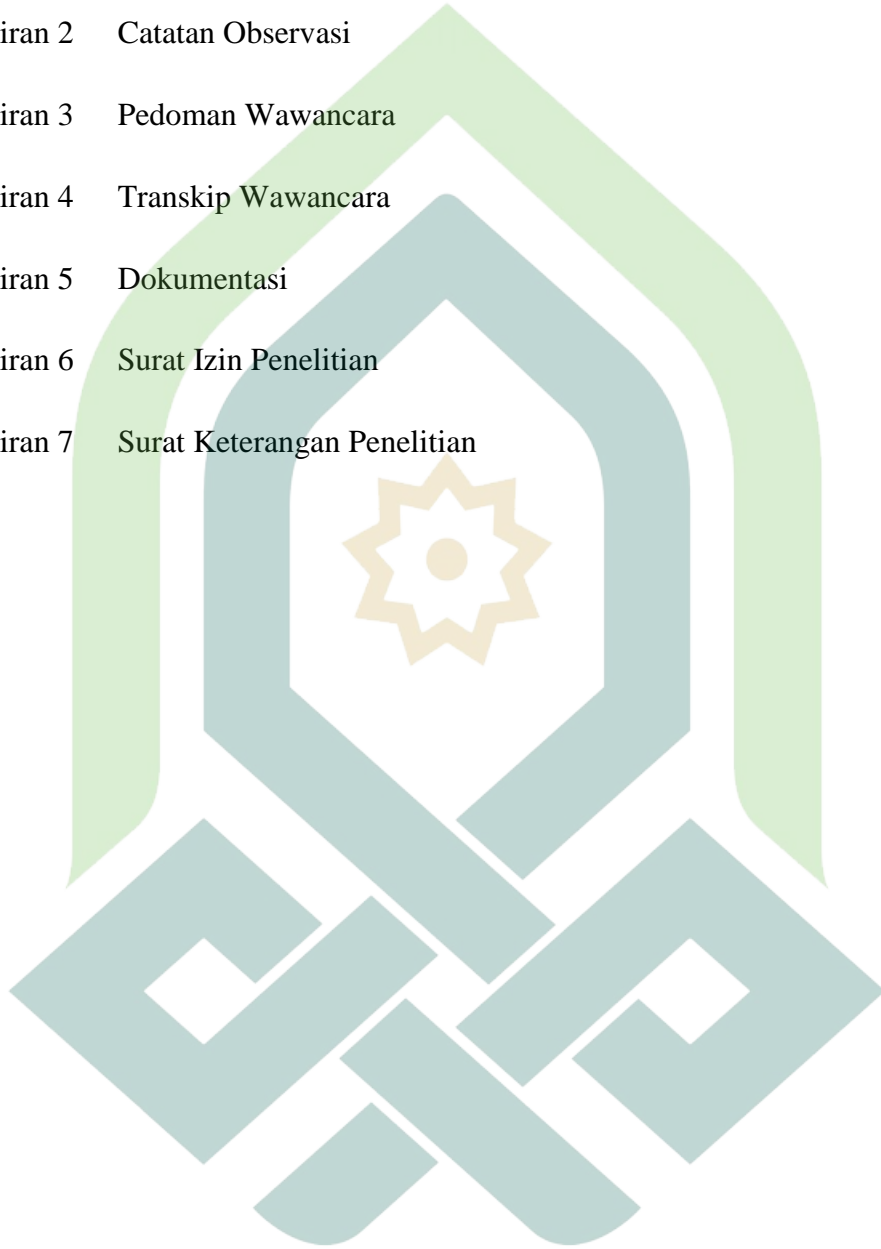 iran 2 Catatan Observasi
iran 3 Pedoman Wawancara
iran 4 Transkip Wawancara
iran 5 Dokumentasi
iran 6 Surat Izin Penelitian
iran 7 Surat Keterangan Penelitian